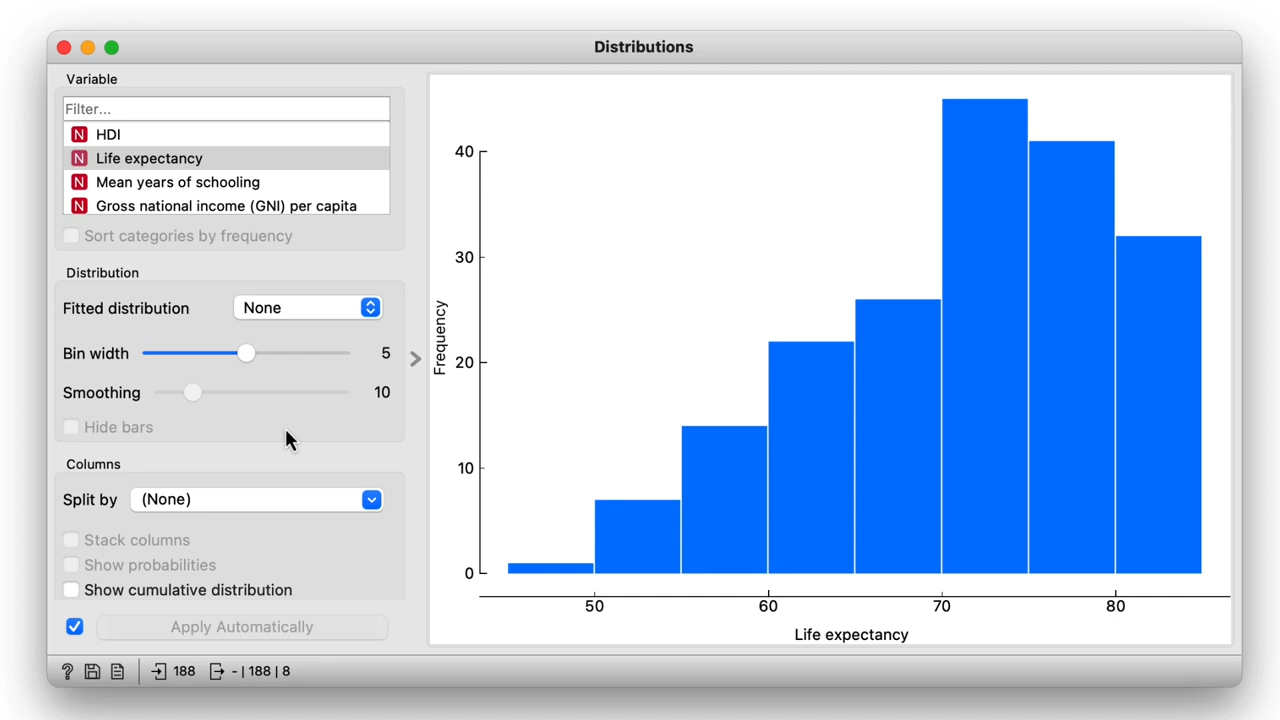 Distributions
Variable
Filter...
N HDI
N Life expectancy
N Mean years of schooling
N Gross national income (GNI) per capita
Sort categories by frequency
Distribution
Fitted distribution None
Bin width 5
Smoothing 10
Hide bars
Columns
Split by (None)
Stack columns
Show probabilities
Show cumulative distribution
Apply Automatically
? 188 - | 188 | 8
Frequency
40
30
20
10
0
50 60 70 80
Life expectancy